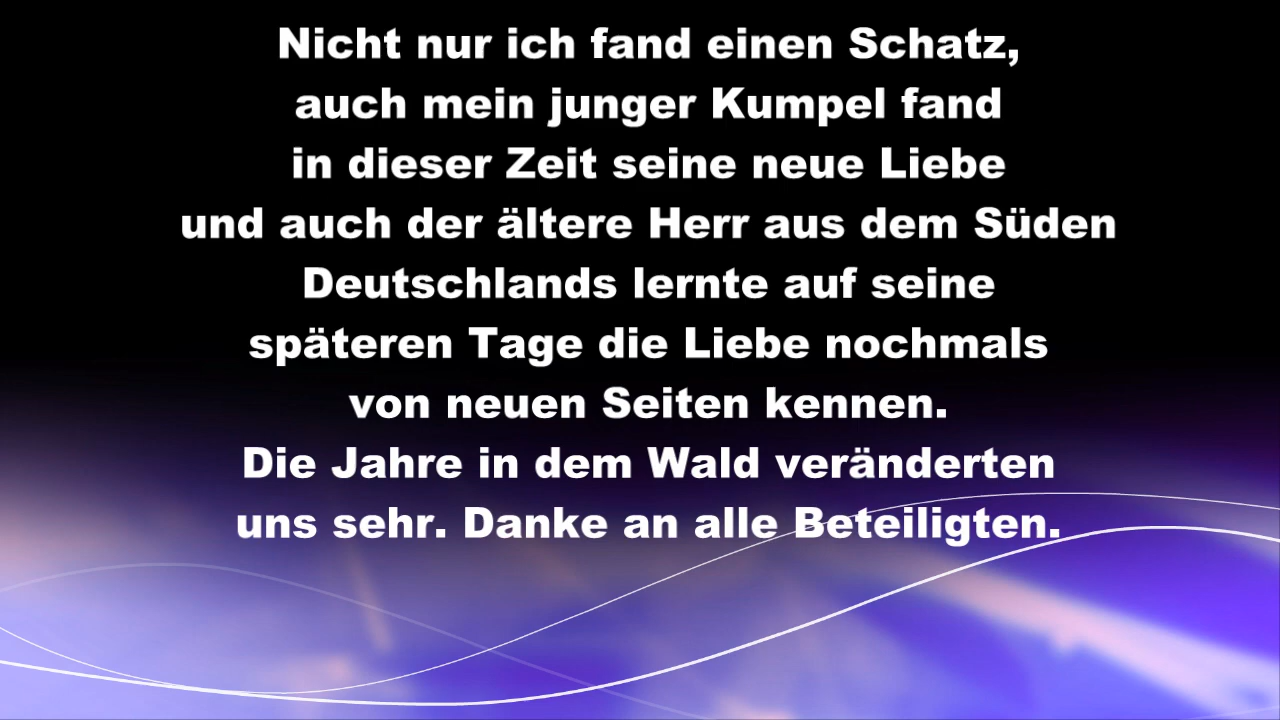 Nicht nur ich fand einen Schatz,
auch mein junger Kumpel fand
in dieser Zeit seine neue Liebe
und auch der ältere Herr aus dem Süden
Deutschlands lernte auf seine
späteren Tage die Liebe nochmals
von neuen Seiten kennen.
Die Jahre in dem Wald veränderten
uns sehr. Danke an alle Beteiligten.